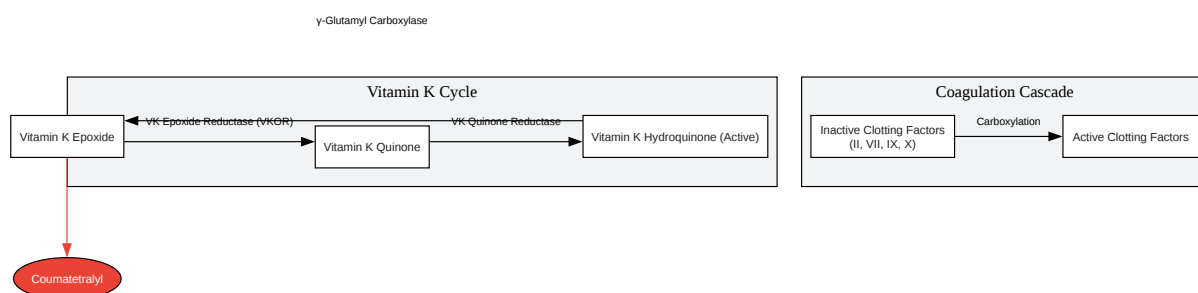 γ-Glutamyl Carboxylase
Vitamin K Cycle
Coagulation Cascade
Vitamin K Epoxide
VK Epoxide Reductase (VKOR)
Vitamin K Quinone
VK Quinone Reductase
Vitamin K Hydroquinone (Active)
Inactive Clotting Factors
(II, VII, IX, X)
Carboxylation
Active Clotting Factors
Coumatetralyl